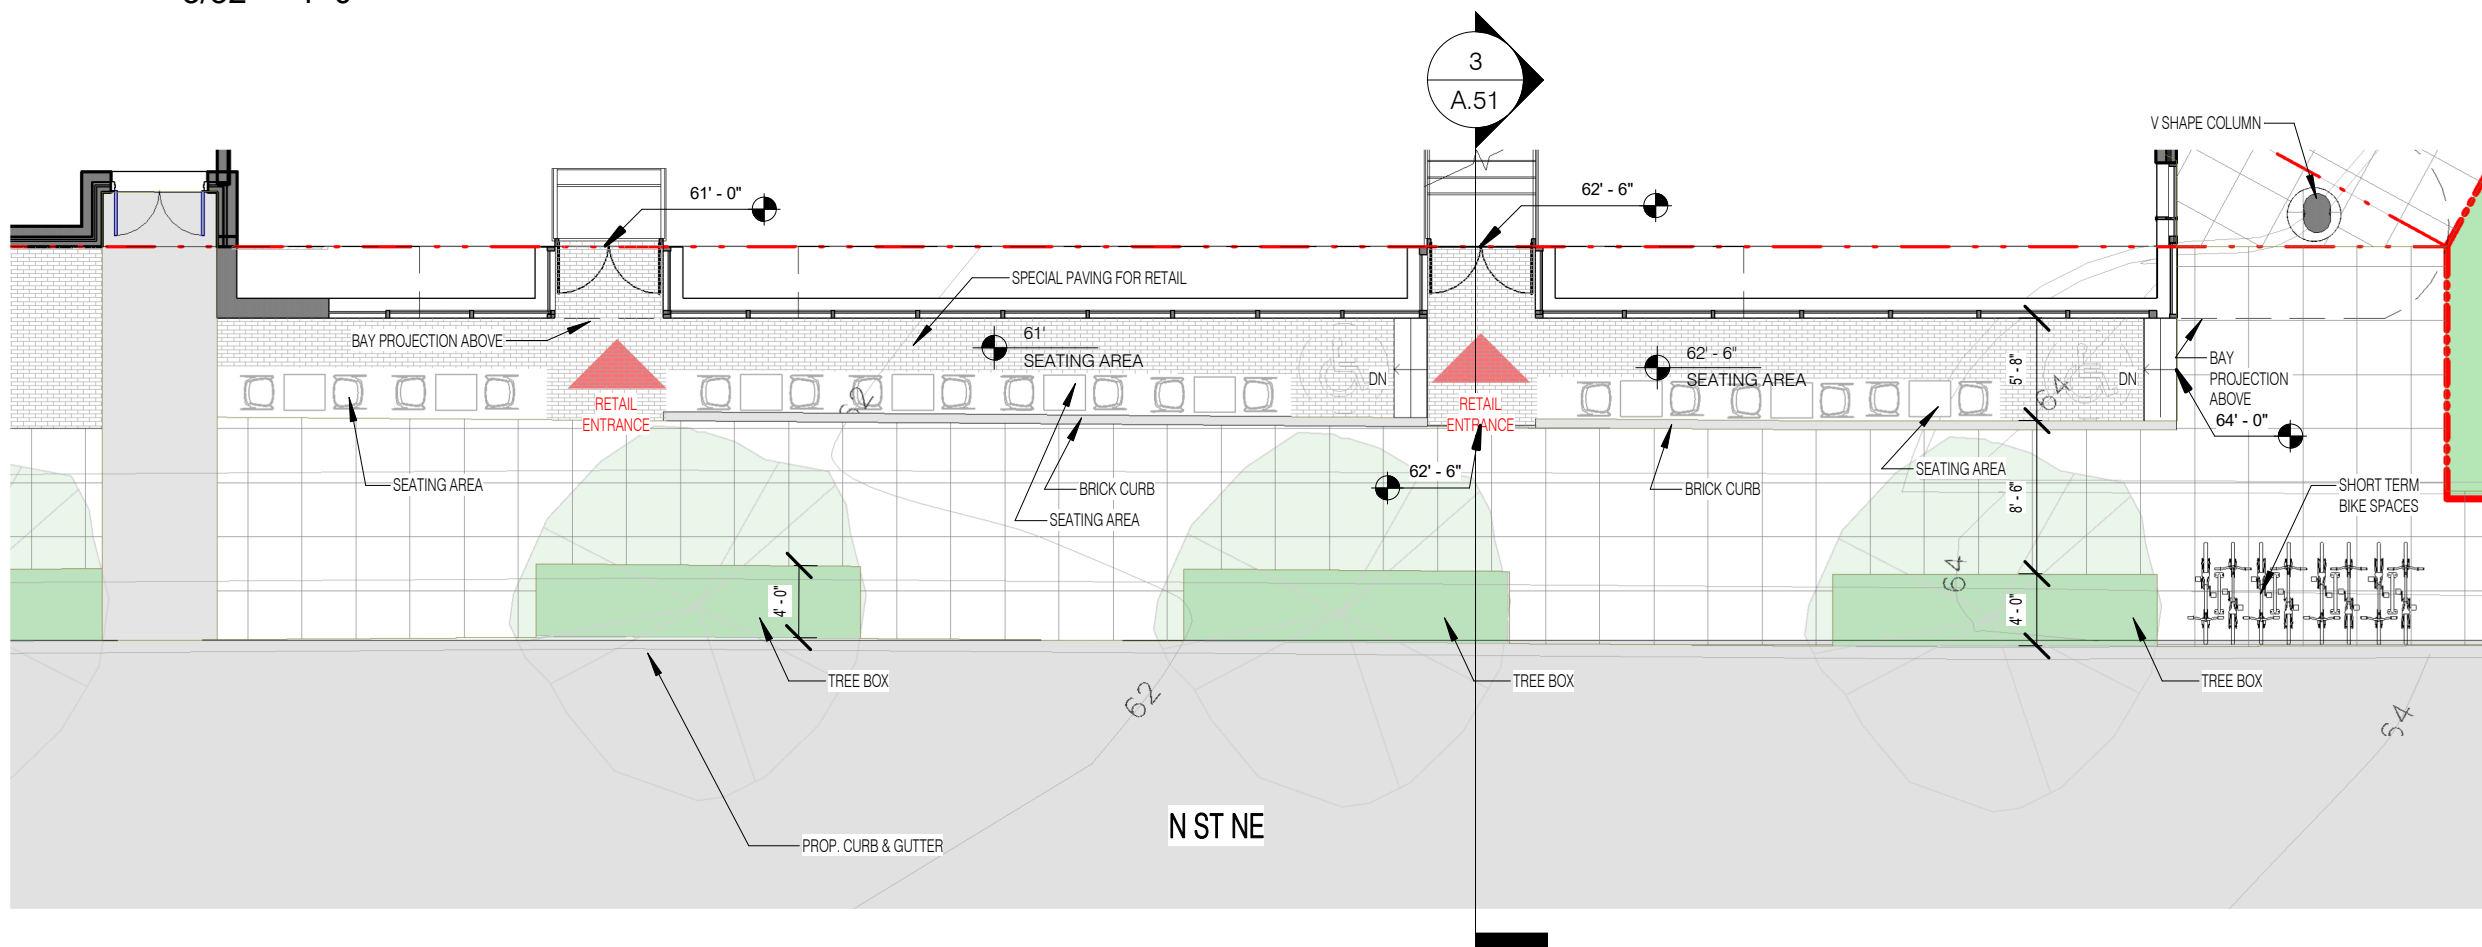 3
A.51
V SHAPE COLUMN
61' - 0"
62' - 6"
SPECIAL PAVING FOR RETAIL
BAY PROJECTION ABOVE
61'
SEATING AREA
62' - 6"
SEATING AREA
DN
DN
5' - 8"
BAY
PROJECTION
ABOVE
64' - 0"
RETAIL
ENTRANCE
RETAIL
ENTRANCE
62
64
62' - 6"
SEATING AREA
BRICK CURB
SEATING AREA
BRICK CURB
SEATING AREA
8' - 6"
SHORT TERM
BIKE SPACES
64
4' - 0"
4' - 0"
TREE BOX
TREE BOX
TREE BOX
62
64
N ST NE
PROP. CURB & GUTTER